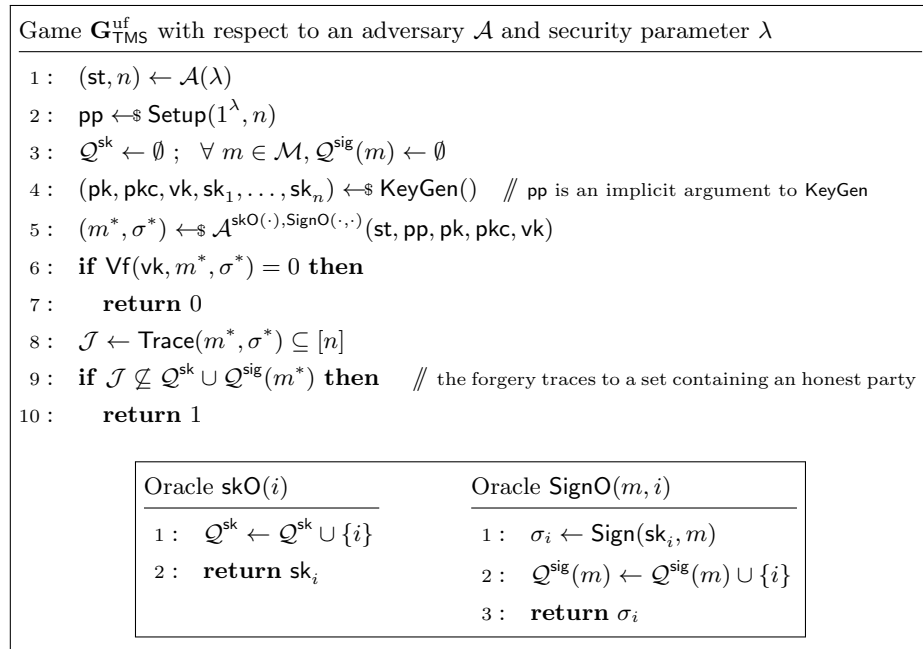 Game G^{uf}_{TMS} with respect to an adversary 𝒜 and security parameter λ
1 : (st, n) ← 𝒜(λ)
2 : pp ←$ Setup(1^λ, n)
3 : 𝒬^{sk} ← ∅ ; ∀ m ∈ ℳ, 𝒬^{sig}(m) ← ∅
4 : (pk, pkc, vk, sk_1, . . . , sk_n) ←$ KeyGen() // pp is an implicit argument to KeyGen
5 : (m*, σ*) ←$ 𝒜^{skO(·),SignO(·,·)}(st, pp, pk, pkc, vk)
6 : if Vf(vk, m*, σ*) = 0 then
7 : return 0
8 : 𝒥 ← Trace(m*, σ*) ⊆ [n]
9 : if 𝒥 ⊈ 𝒬^{sk} ∪ 𝒬^{sig}(m*) then // the forgery traces to a set containing an honest party
10 : return 1
Oracle skO(i)
1 : 𝒬^{sk} ← 𝒬^{sk} ∪ {i}
2 : return sk_i
Oracle SignO(m, i)
1 : σ_i ← Sign(sk_i, m)
2 : 𝒬^{sig}(m) ← 𝒬^{sig}(m) ∪ {i}
3 : return σ_i